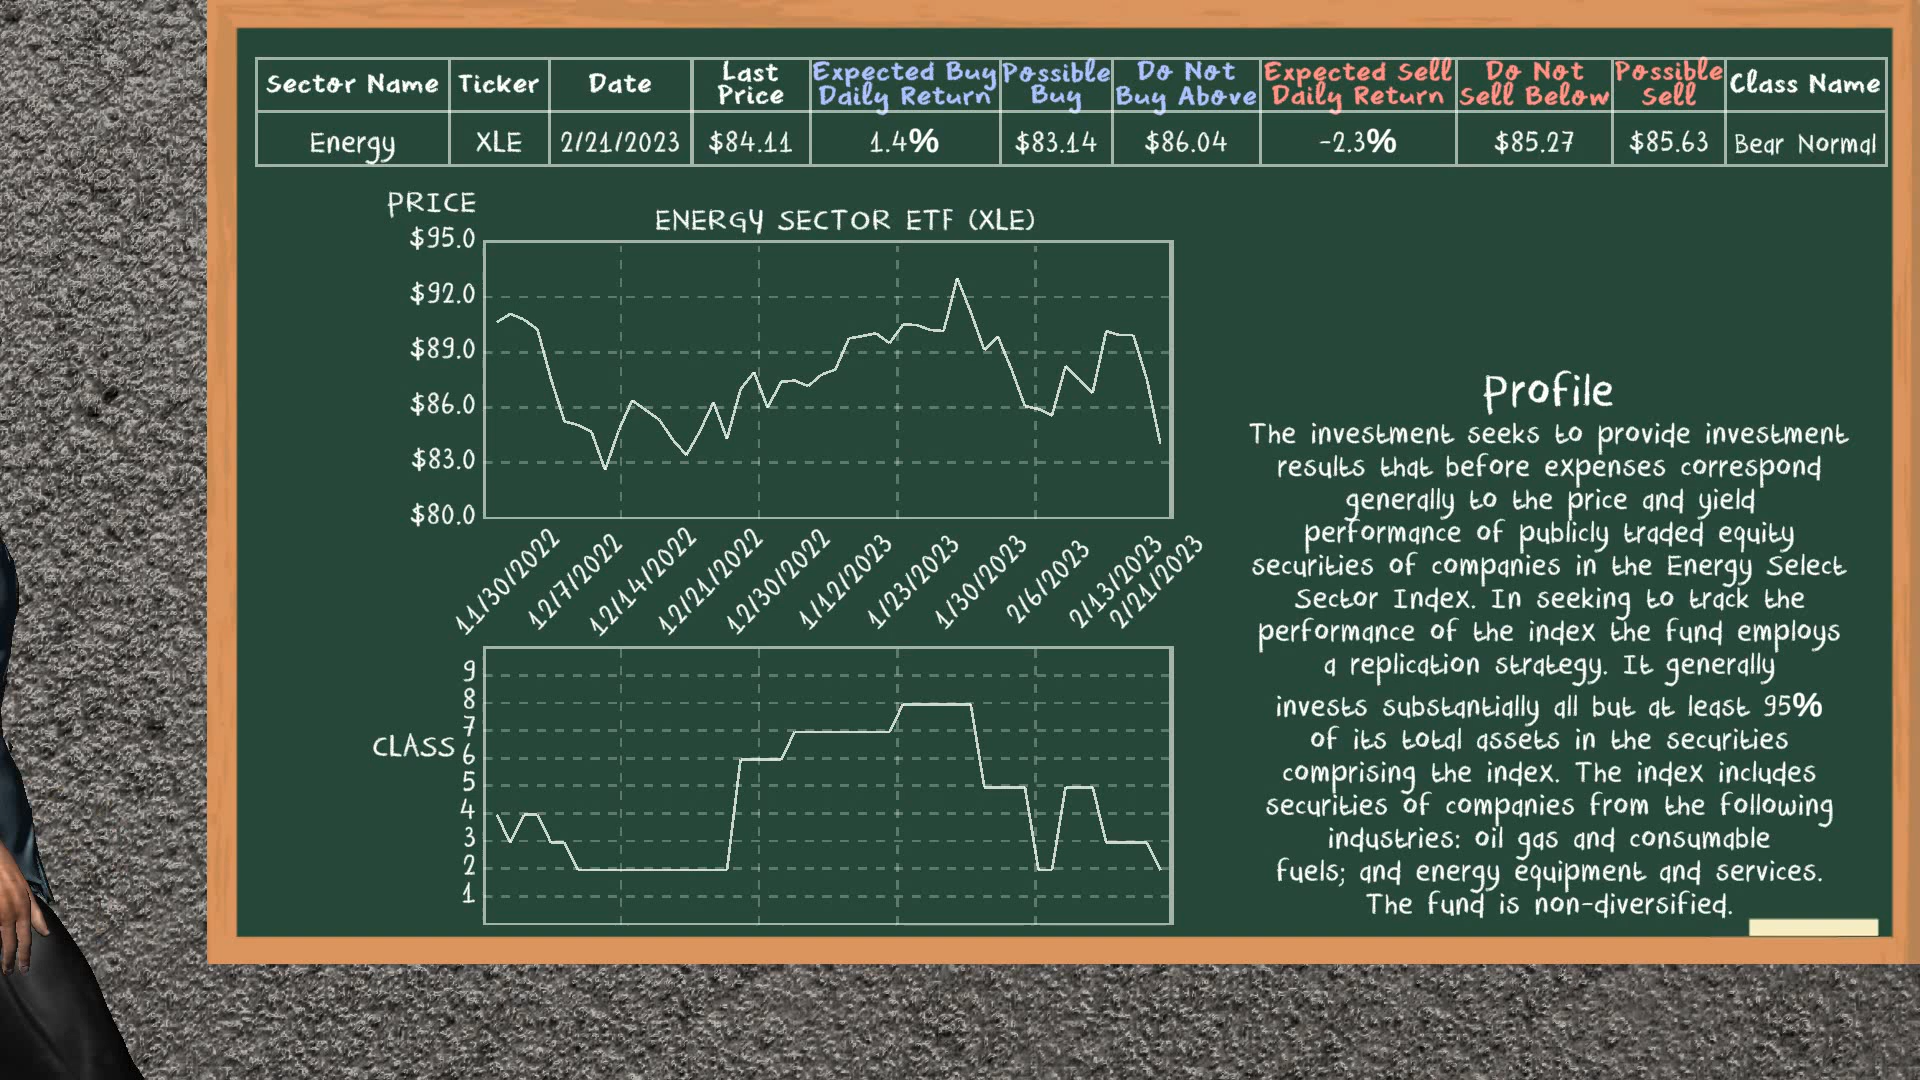 Sector Name Ticker Date Last Price Expected Buy Daily Return Possible Buy Do Not Buy Above Expected Sell Daily Return Do Not Sell Below Possible Sell Class Name
Energy XLE 2/21/2023 $84.11 1.4% $83.14 $86.04 -2.3% $85.27 $85.63 Bear Normal
PRICE
ENERGY SECTOR ETF (XLE)
$95.0
$92.0
$89.0
$86.0
$83.0
$80.0
11/30/2022 12/7/2022 12/14/2022 12/21/2022 12/30/2022 1/12/2023 1/23/2023 1/30/2023 2/6/2023 2/13/2023 2/21/2023
CLASS
9
8
7
6
5
4
3
2
1
Profile
The investment seeks to provide investment
results that before expenses correspond
generally to the price and yield
performance of publicly traded equity
securities of companies in the Energy Select
Sector Index. In seeking to track the
performance of the index the fund employs
a replication strategy. It generally
invests substantially all but at least 95%
of its total assets in the securities
comprising the index. The index includes
securities of companies from the following
industries: oil gas and consumable
fuels; and energy equipment and services.
The fund is non-diversified.